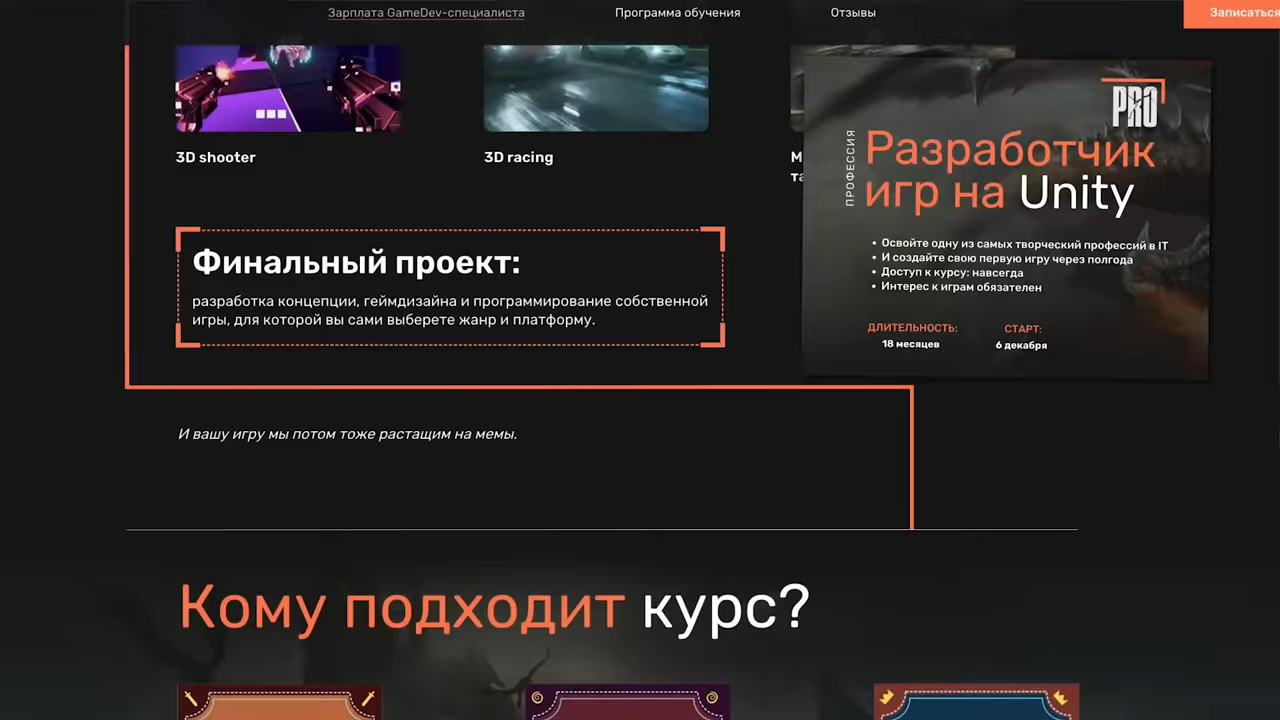 Зарплата GameDev-специалиста
Программа обучения
Отзывы
Записаться
3D shooter
3D racing
PRO
ПРОФЕССИЯ
Разработчик
игр на Unity
• Освойте одну из самых творческий профессий в IT
• И создайте свою первую игру через полгода
• Доступ к курсу: навсегда
• Интерес к играм обязателен
ДЛИТЕЛЬНОСТЬ:
18 месяцев
СТАРТ:
6 декабря
Финальный проект:
разработка концепции, геймдизайна и программирование собственной
игры, для которой вы сами выберете жанр и платформу.
И вашу игру мы потом тоже растащим на мемы.
Кому подходит курс?